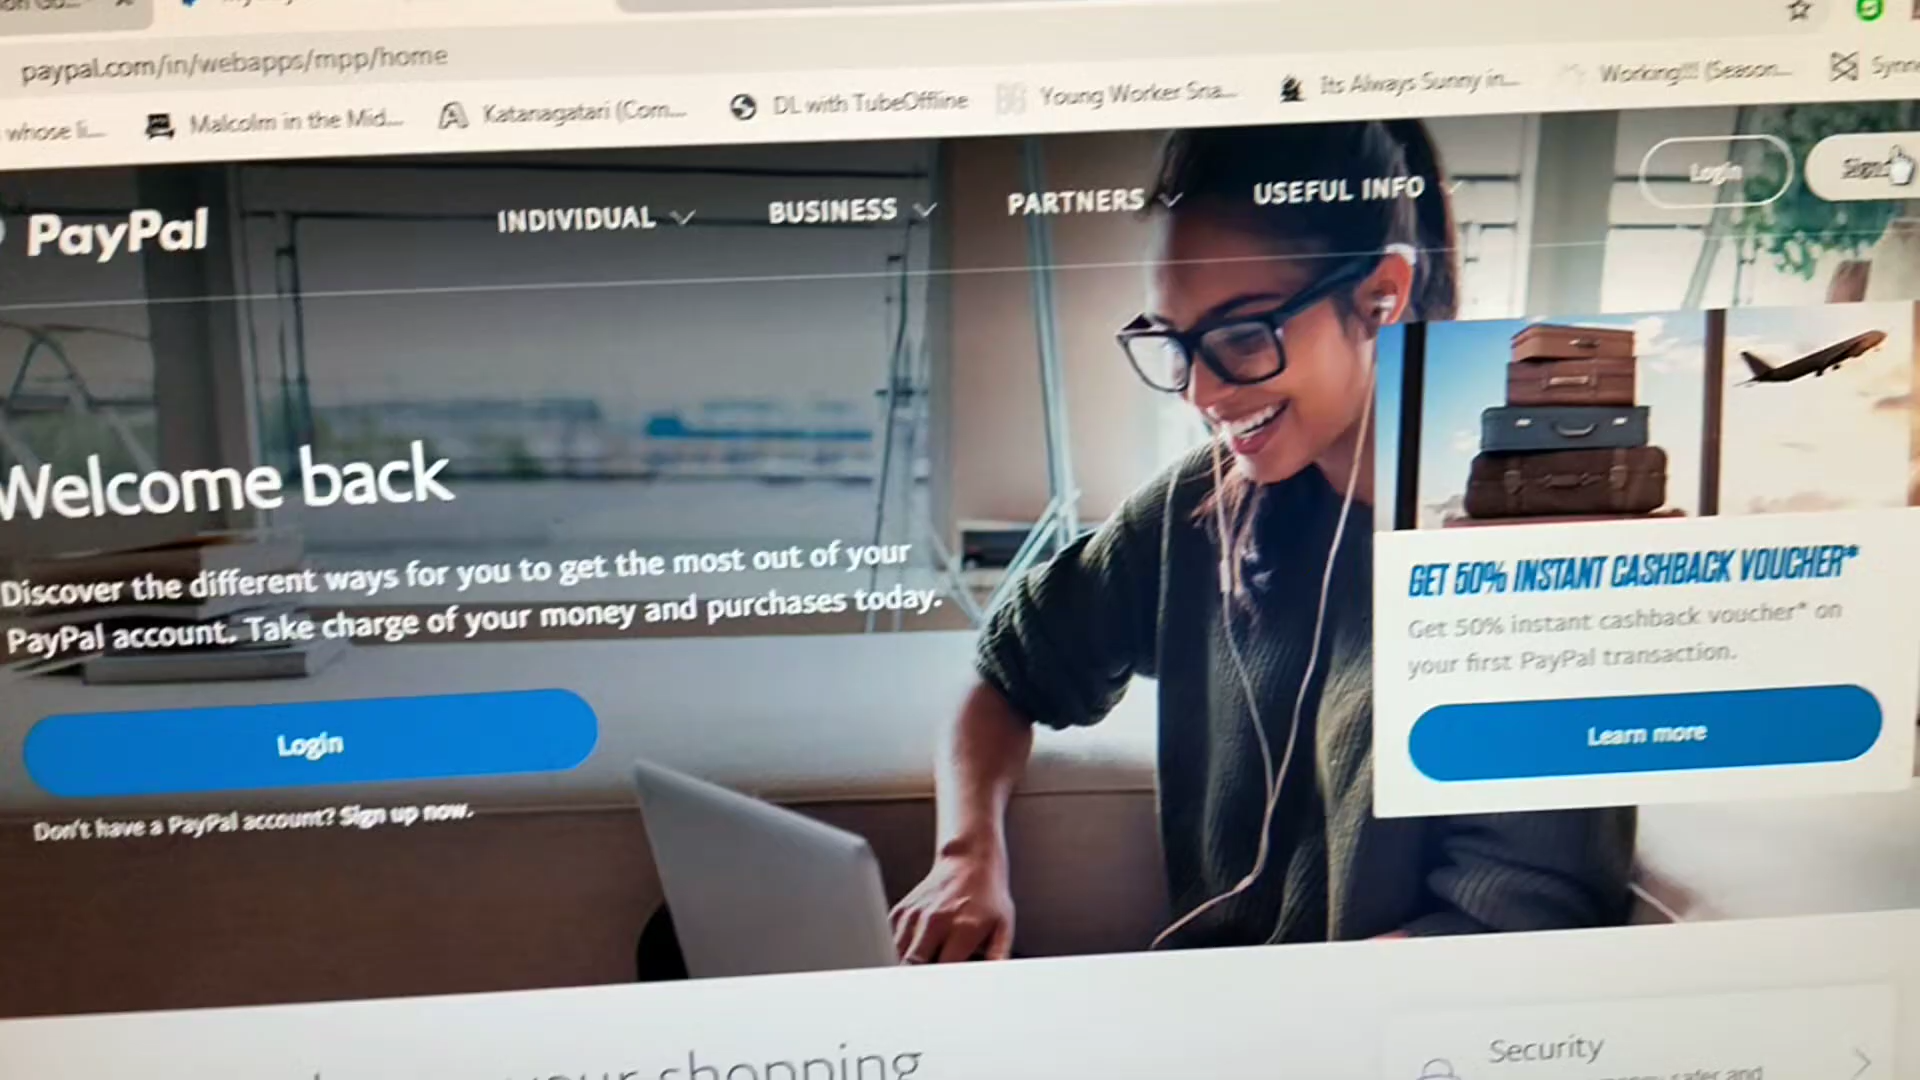 paypal.com/in/webapps/mpp/home
whose li...
Malcolm in the Mid...
Katanagatari (Com...
DL with TubeOffline
Young Worker Sna...
Its Always Sunny in...
Working!!! (Season...
PayPal
INDIVIDUAL
BUSINESS
PARTNERS
USEFUL INFO
Login
Welcome back
Discover the different ways for you to get the most out of your
PayPal account. Take charge of your money and purchases today.
Login
Don't have a PayPal account? Sign up now.
GET 50% INSTANT CASHBACK VOUCHER*
Get 50% instant cashback voucher* on
your first PayPal transaction.
Learn more
shopping
Security